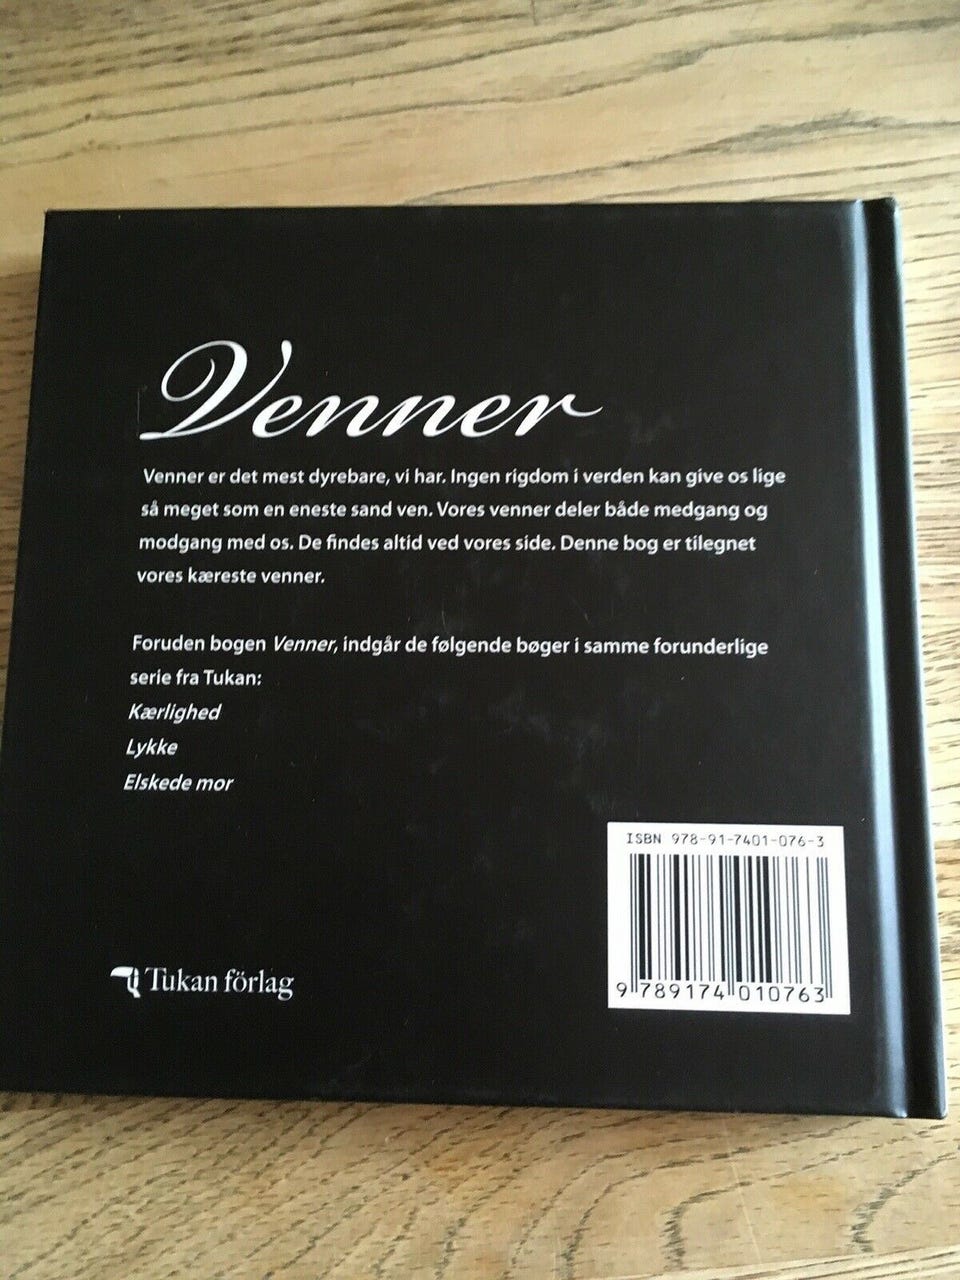 Venner
Venner er det mest dyrebare, vi har. Ingen rigdom i verden kan give os lige
så meget som en eneste sand ven. Vores venner deler både medgang og
modgang med os. De findes altid ved vores side. Denne bog er tilegnet
vores kæreste venner.
Foruden bogen Venner, indgår de følgende bøger i samme forunderlige
serie fra Tukan:
Kærlighed
Lykke
Elskede mor
ISBN 978-91-7401-076-3
9 789174 010763
Tukan förlag